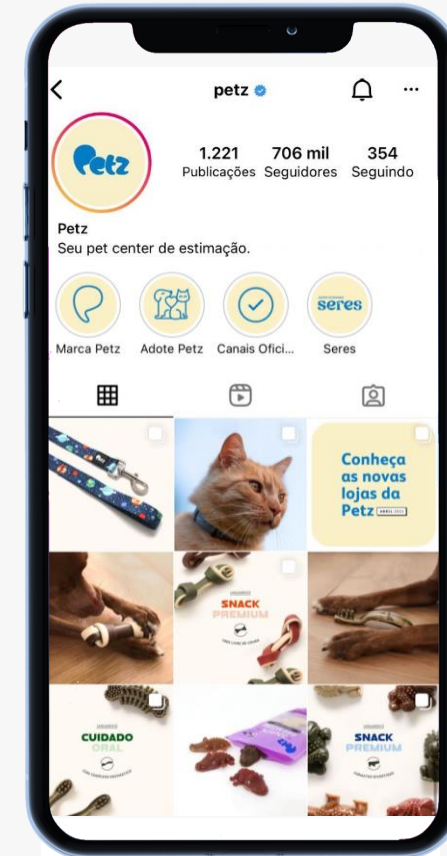 petz
Petz
1.221 706 mil 354
Publicações Seguidores Seguindo
Petz
Seu pet center de estimação.
seres
Marca Petz Adote Petz Canais Ofici... Seres
Conheça
as novas
lojas da
Petz
SNACK
PREMIUM
CUIDADO
ORAL
Petz
SNACK
PREMIUM